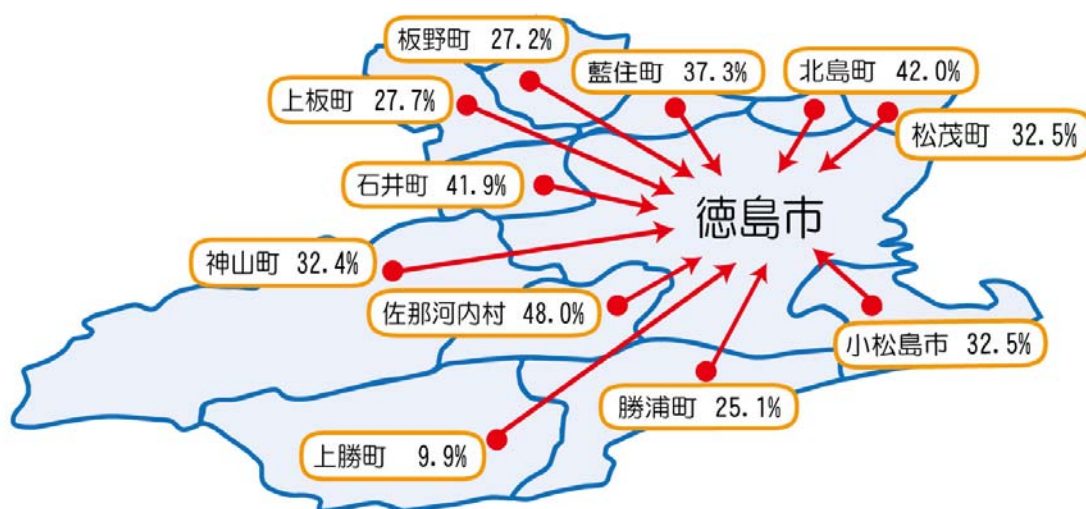 板野町 27.2%
藍住町 37.3%
北島町 42.0%
上板町 27.7%
松茂町 32.5%
石井町 41.9%
徳島市
神山町 32.4%
佐那河内村 48.0%
小松島市 32.5%
勝浦町 25.1%
上勝町 9.9%